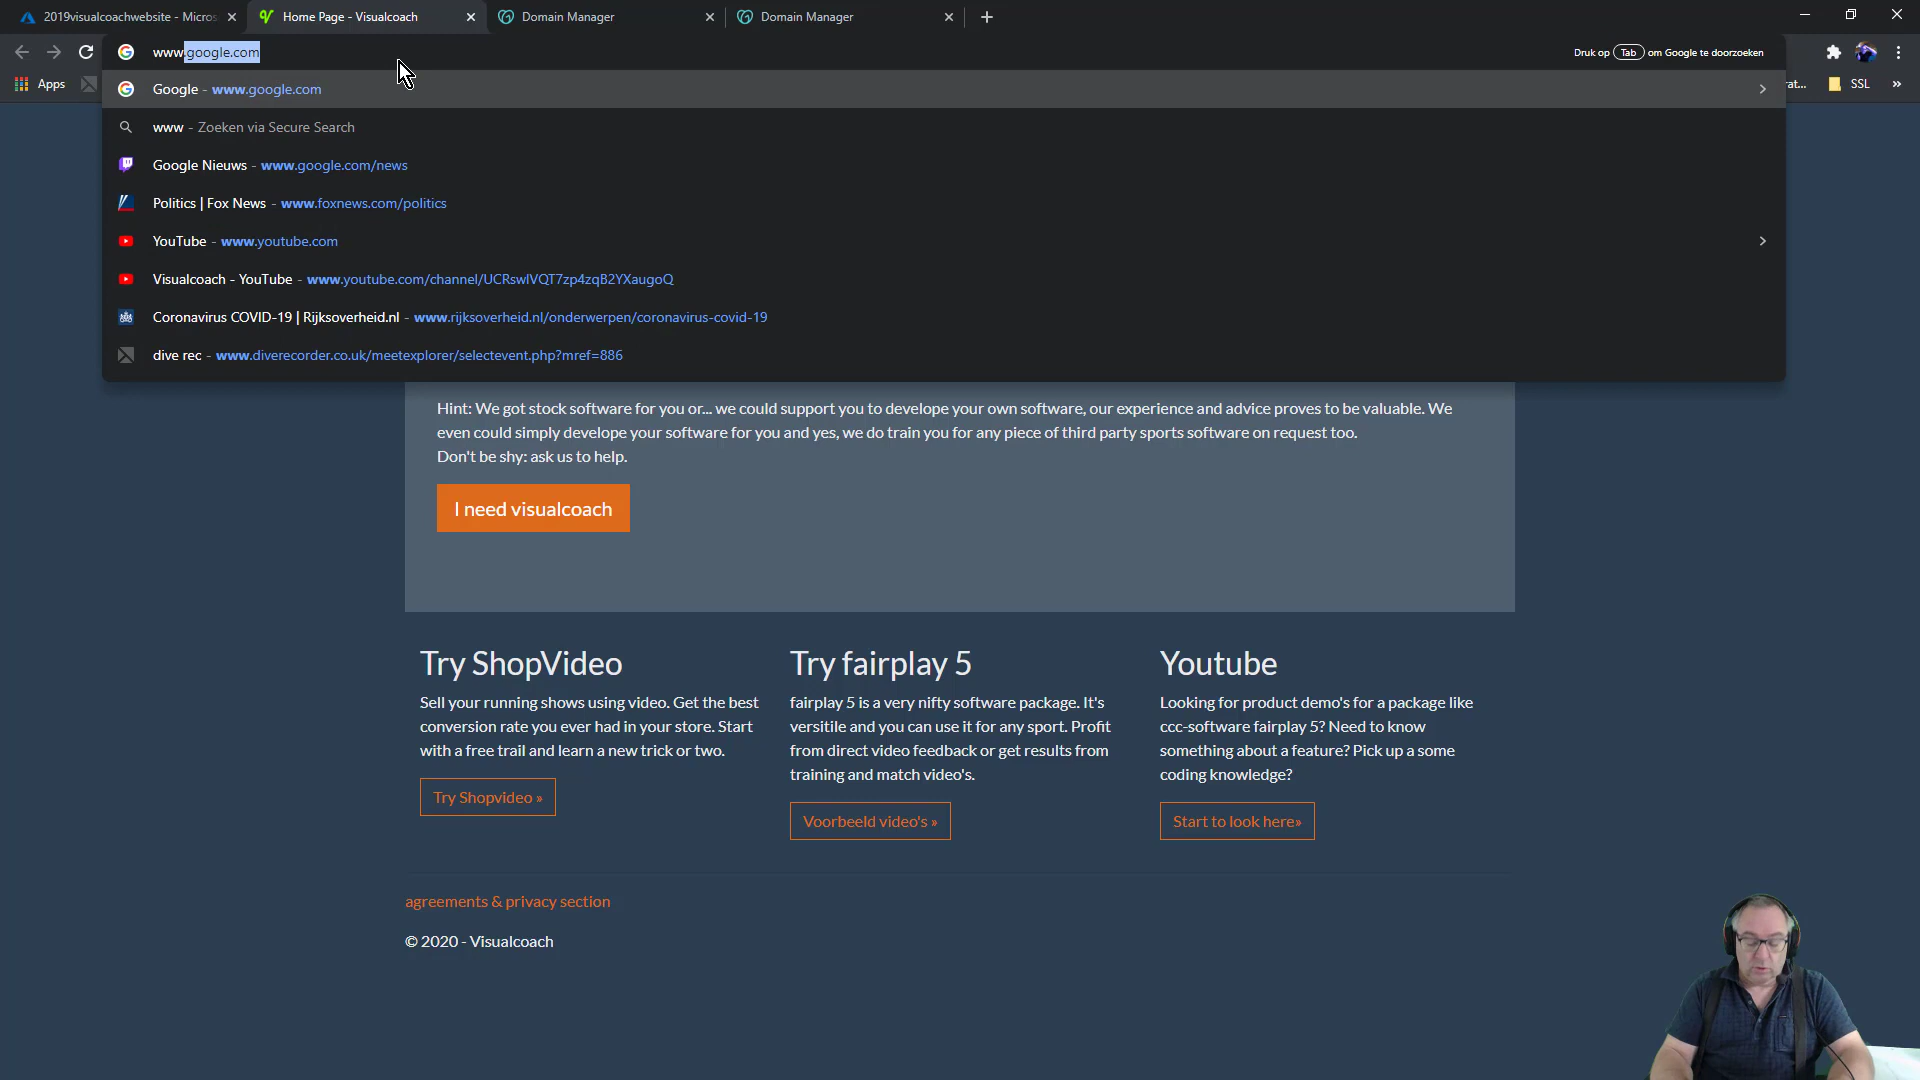 2019visualcoachwebsite - Micros
Home Page - Visualcoach
Domain Manager
Domain Manager
www.google.com
Druk op Tab om Google te doorzoeken
Apps
at...
SSL
»
Google - www.google.com
www - Zoeken via Secure Search
Google Nieuws - www.google.com/news
Politics | Fox News - www.foxnews.com/politics
YouTube - www.youtube.com
Visualcoach - YouTube - www.youtube.com/channel/UCRswlVQT7zp4zqB2YXaugoQ
Coronavirus COVID-19 | Rijksoverheid.nl - www.rijksoverheid.nl/onderwerpen/coronavirus-covid-19
dive rec - www.diverecorder.co.uk/meetexplorer/selectevent.php?mref=886
Hint: We got stock software for you or... we could support you to develope your own software, our experience and advice proves to be valuable. We
even could simply develope your software for you and yes, we do train you for any piece of third party sports software on request too.
Don't be shy: ask us to help.
I need visualcoach
Try ShopVideo
Sell your running shows using video. Get the best
conversion rate you ever had in your store. Start
with a free trail and learn a new trick or two.
Try Shopvideo »
Try fairplay 5
fairplay 5 is a very nifty software package. It's
versitile and you can use it for any sport. Profit
from direct video feedback or get results from
training and match video's.
Voorbeeld video's »
Youtube
Looking for product demo's for a package like
ccc-software fairplay 5? Need to know
something about a feature? Pick up a some
coding knowledge?
Start to look here»
agreements & privacy section
© 2020 - Visualcoach